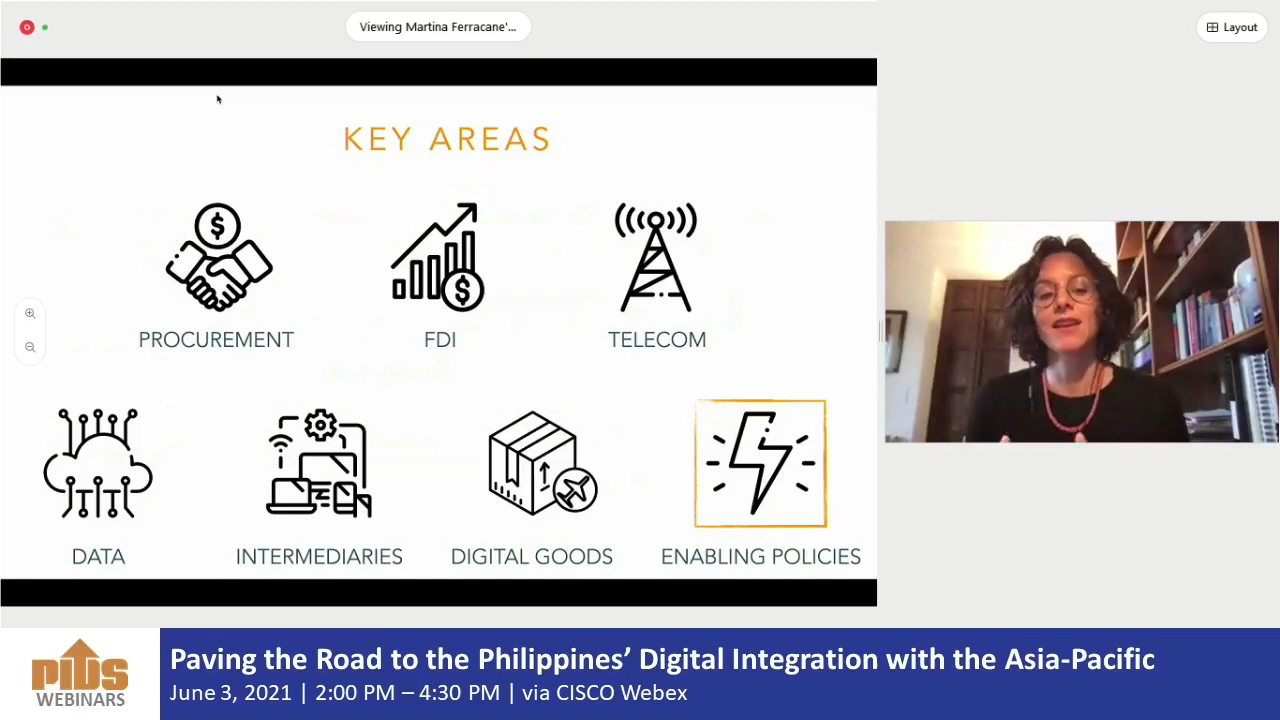 Viewing Martina Ferracane'...
Layout
KEY AREAS
PROCUREMENT
FDI
TELECOM
DATA
INTERMEDIARIES
DIGITAL GOODS
ENABLING POLICIES
PIDS
WEBINARS
Paving the Road to the Philippines’ Digital Integration with the Asia-Pacific
June 3, 2021 | 2:00 PM – 4:30 PM | via CISCO Webex